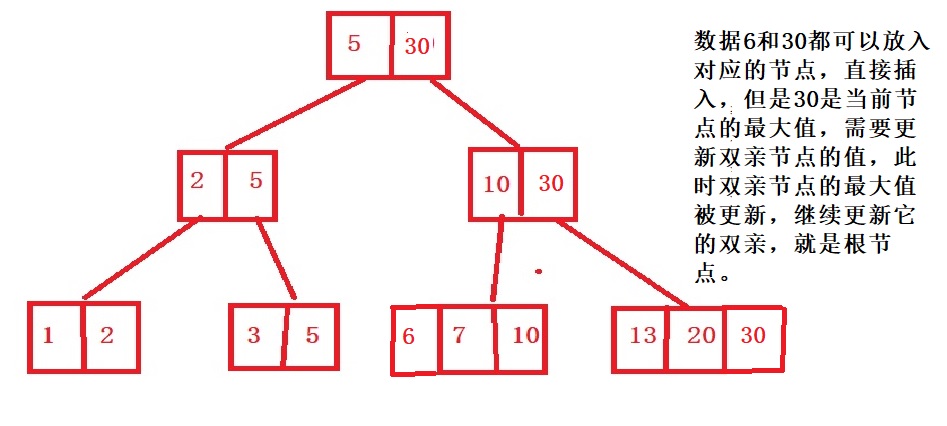 5 30
数据6和30都可以放入
对应的节点，直接插
入，但是30是当前节
点的最大值，需要更
新双亲节点的值，此
时双亲节点的最大值
被更新，继续更新它
的双亲，就是根节
点。
2 5
10 30
1 2
3 5
6 7 10
13 20 30